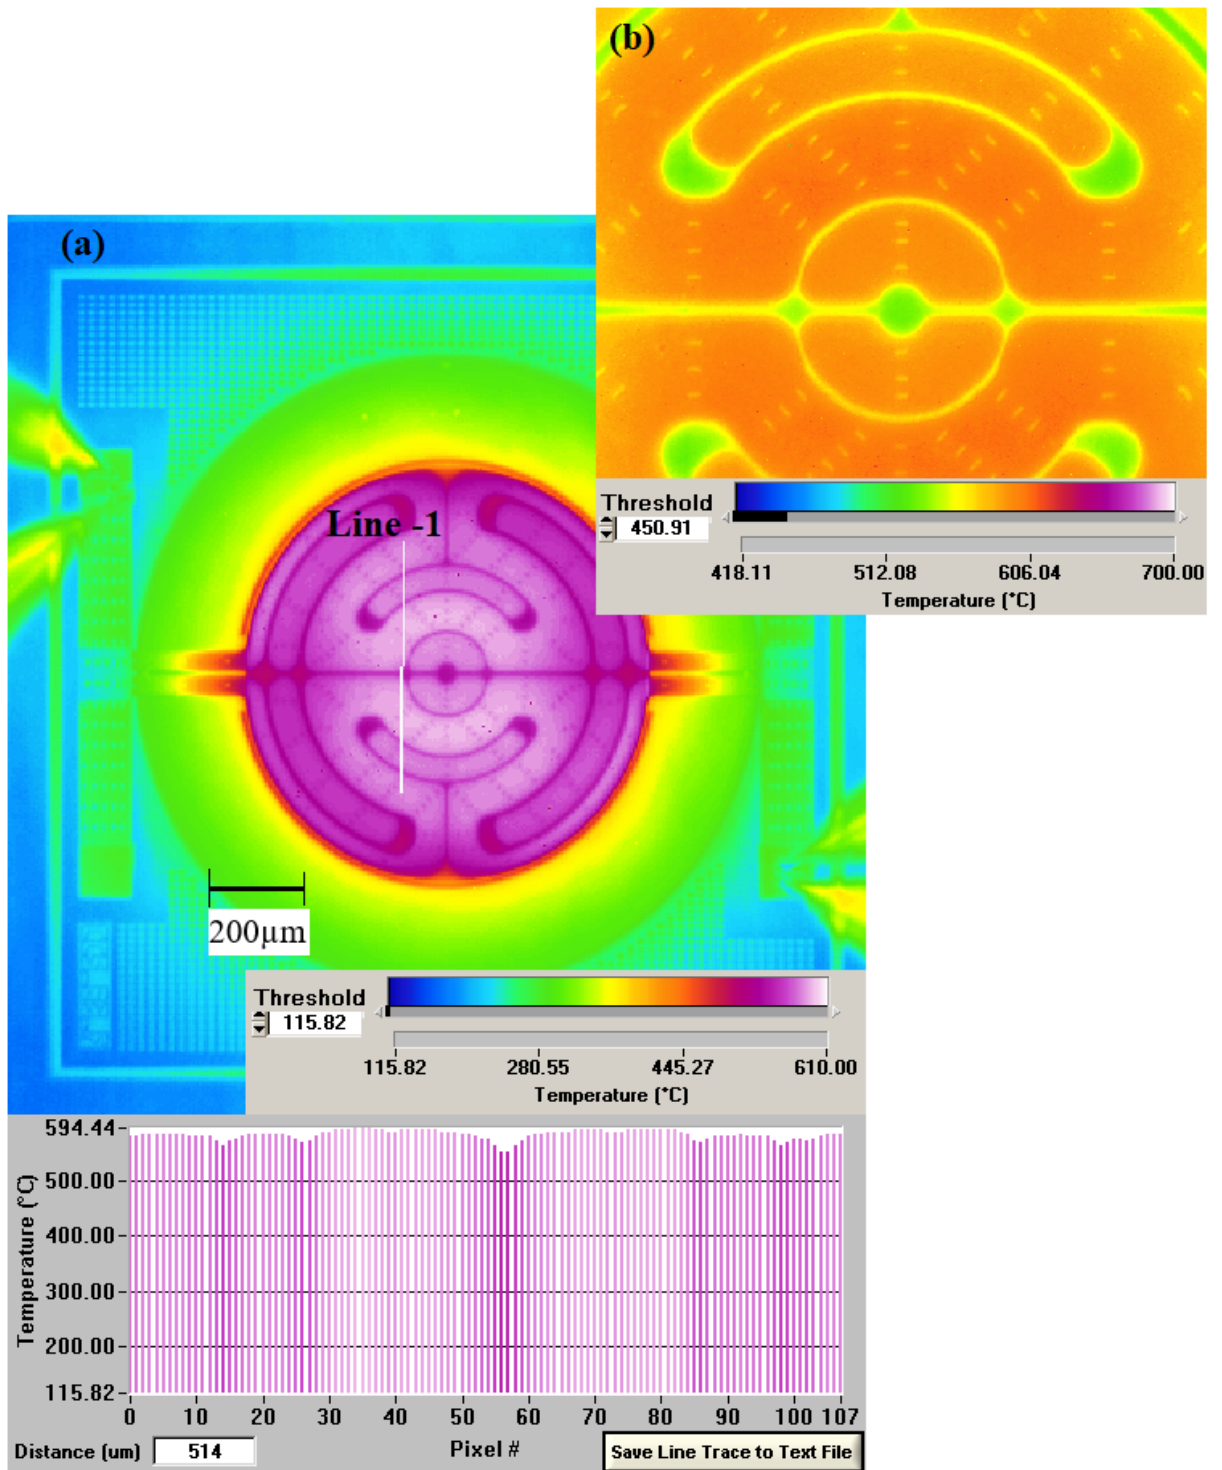 (b)
Threshold
450.91
418.11 512.08 606.04 700.00
Temperature (°C)
(a)
Line -1
200µm
Threshold
115.82
115.82 280.55 445.27 610.00
Temperature (°C)
594.44
500.00
400.00
300.00
200.00
115.82
Temperature (°C)
0 10 20 30 40 50 60 70 80 90 100 107
Pixel #
Distance (um) 514
Save Line Trace to Text File